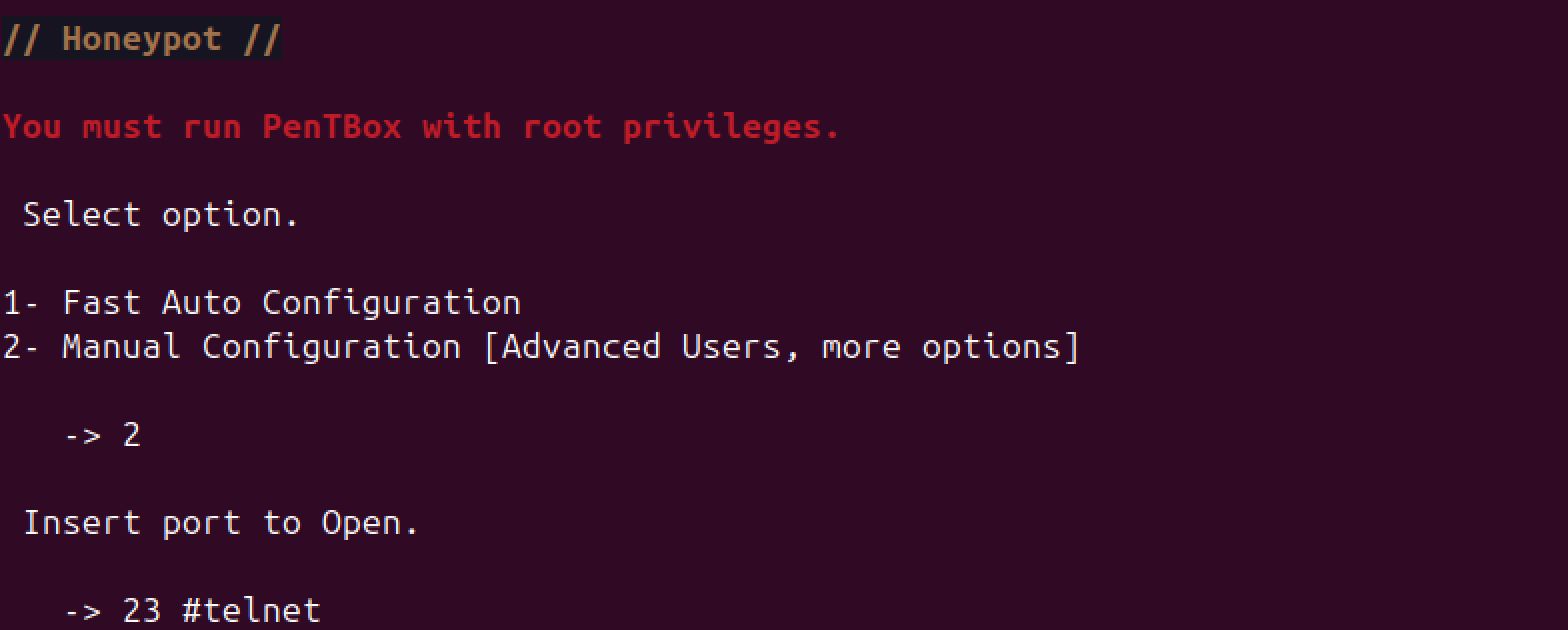 // Honeypot //
You must run PenTBox with root privileges.
Select option.
1- Fast Auto Configuration
2- Manual Configuration [Advanced Users, more options]
-> 2
Insert port to Open.
-> 23 #telnet